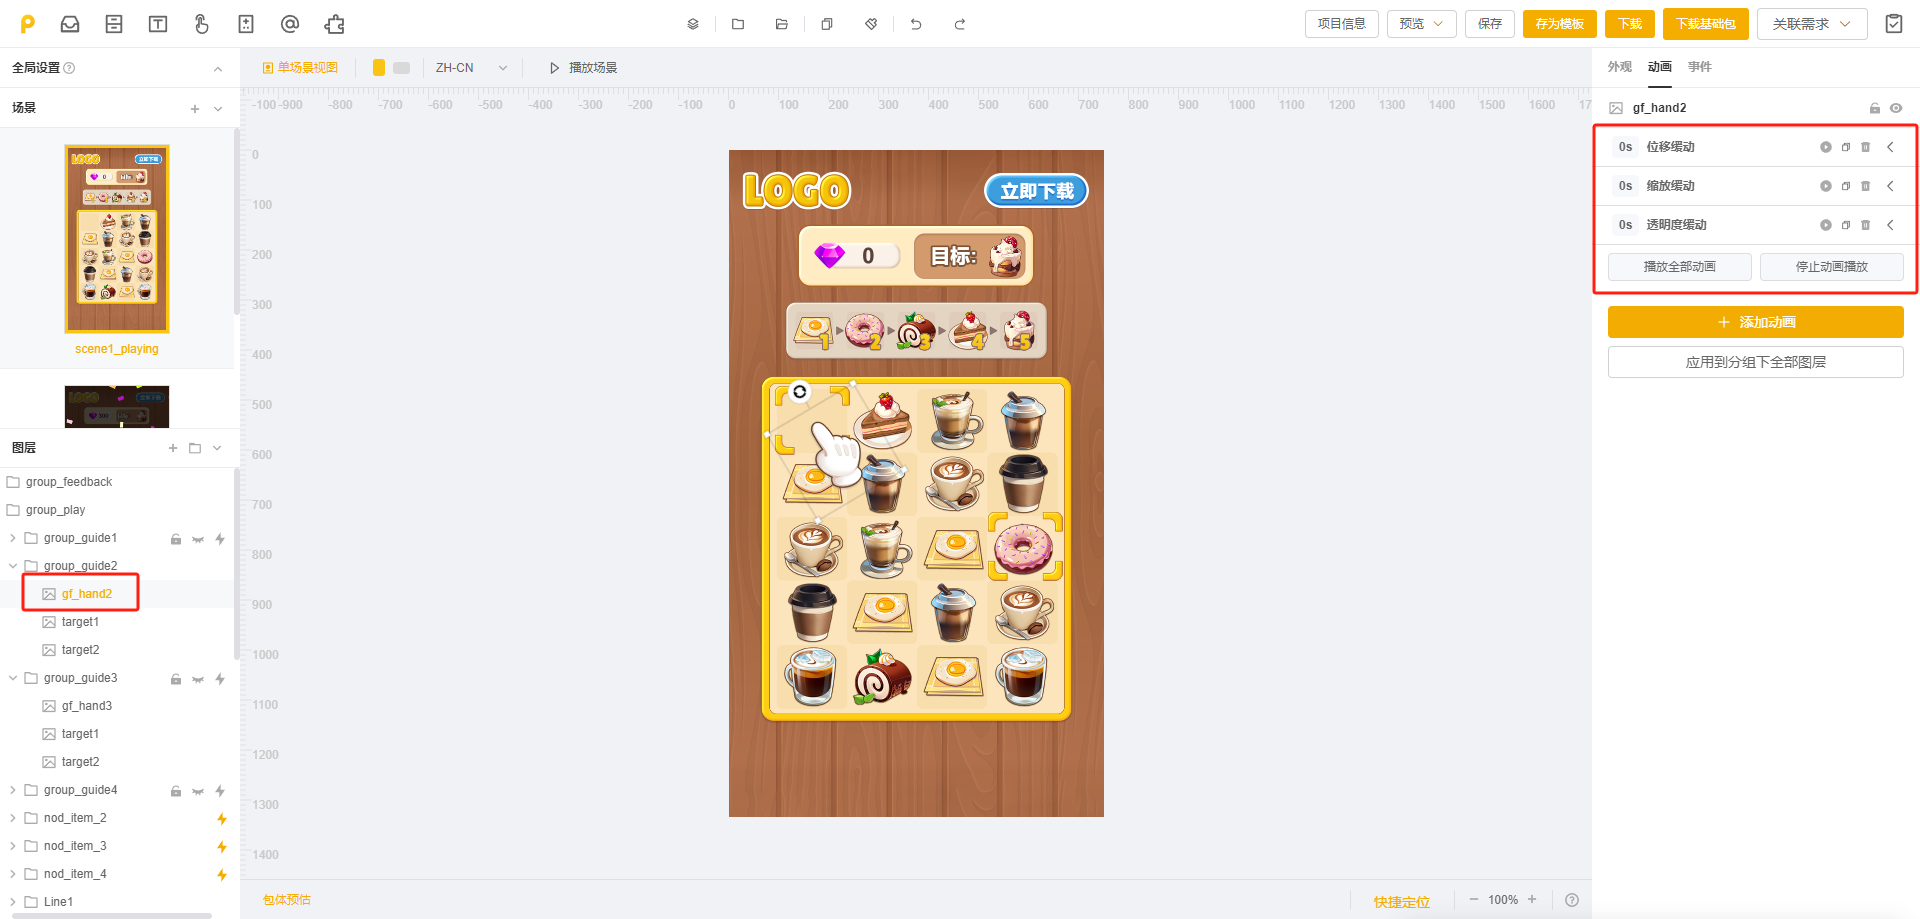 项目信息
预览
保存
存为模板
下载
下载基础包
关联需求
全局设置
单场景视图
ZH-CN
播放场景
外观 动画 事件
场景
-100 -900 -800 -700 -600 -500 -400 -300 -200 -100 0 100 200 300 400 500 600 700 800 900 1000 1100 1200 1300 1400 1500 1600 17
gf_hand2
0s 位移缓动
0s 缩放缓动
0s 透明度缓动
播放全部动画 停止动画播放
添加动画
应用到分组下全部图层
LOGO
立即下载
0
目标:
scene1_playing
LOGO
图层
group_feedback
group_play
group_guide1
group_guide2
gf_hand2
target1
target2
group_guide3
gf_hand3
target1
target2
group_guide4
nod_item_2
nod_item_3
nod_item_4
Line1
0
100
200
300
400
500
600
700
800
900
1000
1100
1200
1300
1400
LOGO
立即下载
0
目标:
1 2 3 4 5
包体预估
快捷定位
100%